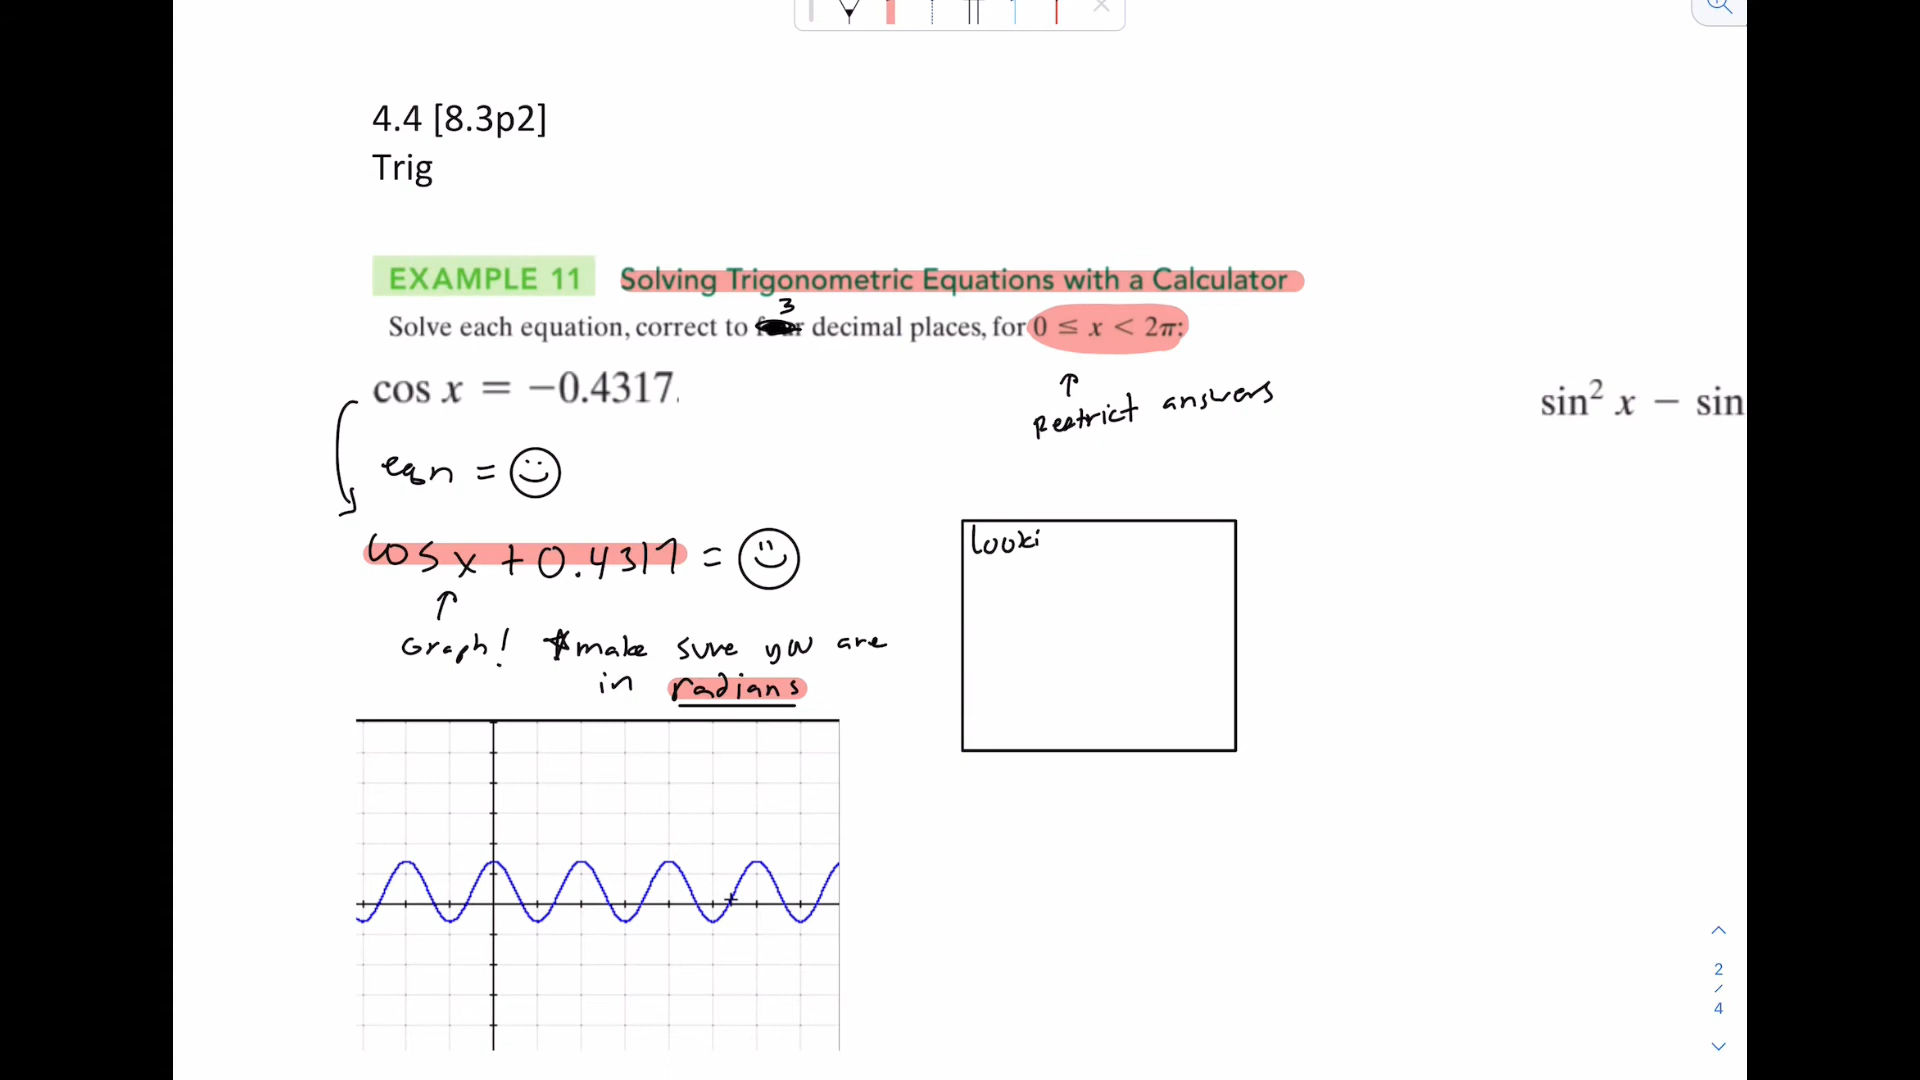 4.4 [8.3p2]
Trig
EXAMPLE 11 Solving Trigonometric Equations with a Calculator
3
Solve each equation, correct to decimal places, for 0 ≤ x < 2π:
cos x = −0.4317.
↑
Restrict answers
sin² x − sin
eqn = ☺
cos x + 0.4317 = ☺
Looki
↑
Graph! *make sure you are
in radians
2
/
4